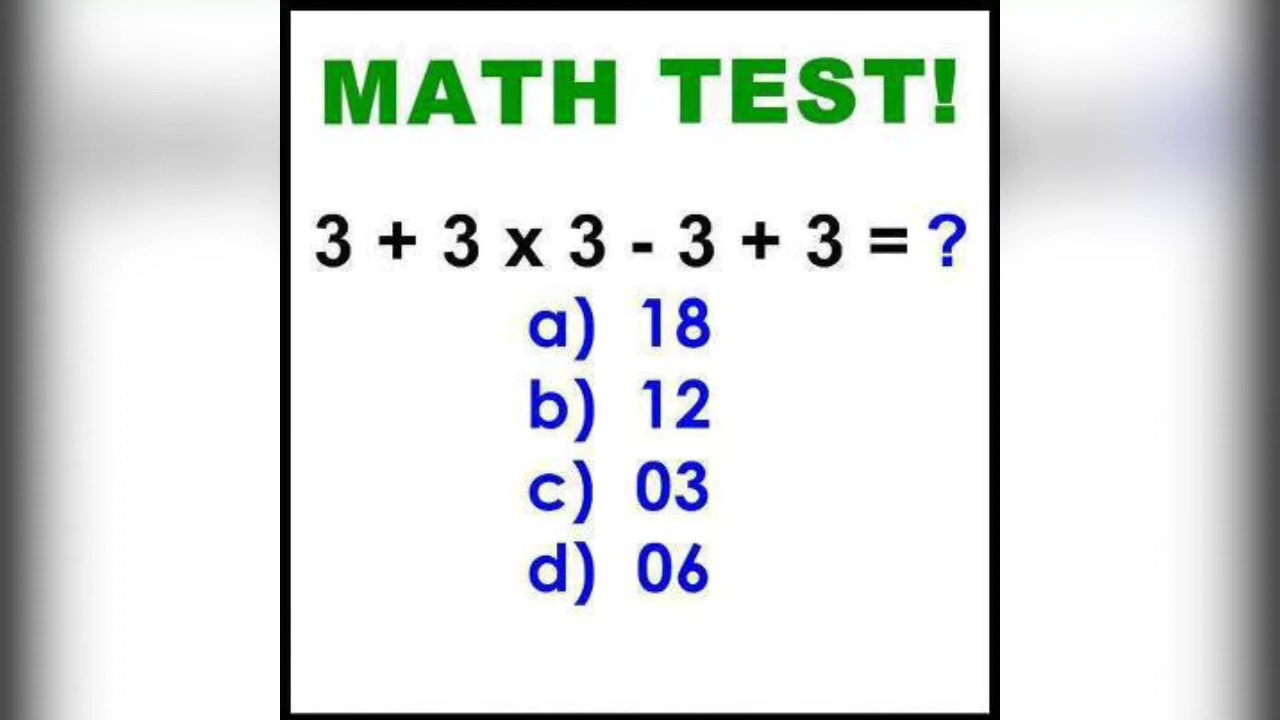 MATH TEST!
3 + 3 x 3 - 3 + 3 = ?
a) 18
b) 12
c) 03
d) 06